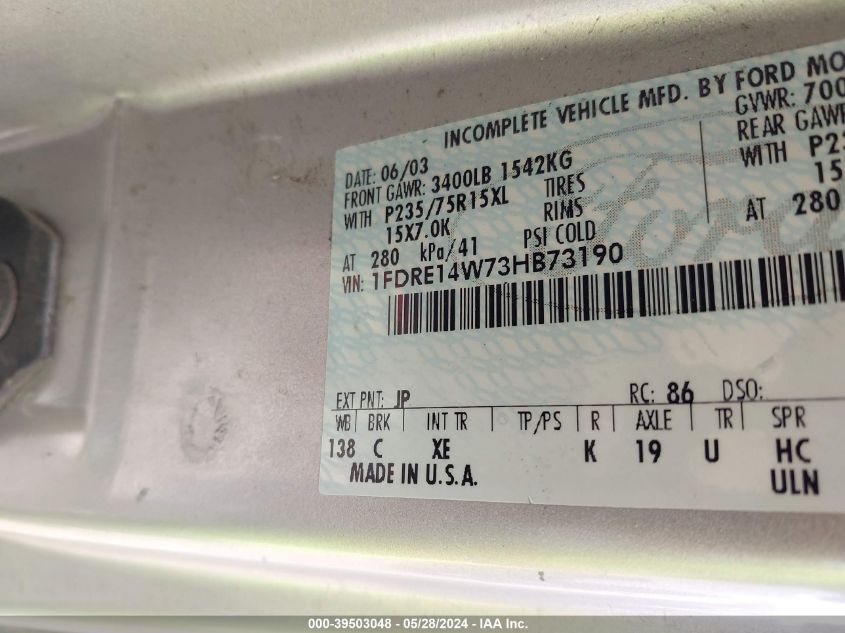 INCOMPLETE VEHICLE MFD. BY FORD MO
DATE: 06/03 GVWR: 700
FRONT GAWR: 3400LB 1542KG REAR GAWR
WITH P235/75R15XL TIRES WITH P23
15X7.0K RIMS 15
AT 280 kPa/41 PSI COLD AT 280
VIN: 1FDRE14W73HB73190
Ford
EXT PNT: JP RC: 86 DSO:
WB BRK INT TR TP/PS R AXLE TR SPR
138 C XE K 19 U HC
MADE IN U.S.A. ULN
000-39503048 - 05/28/2024 - IAA Inc.